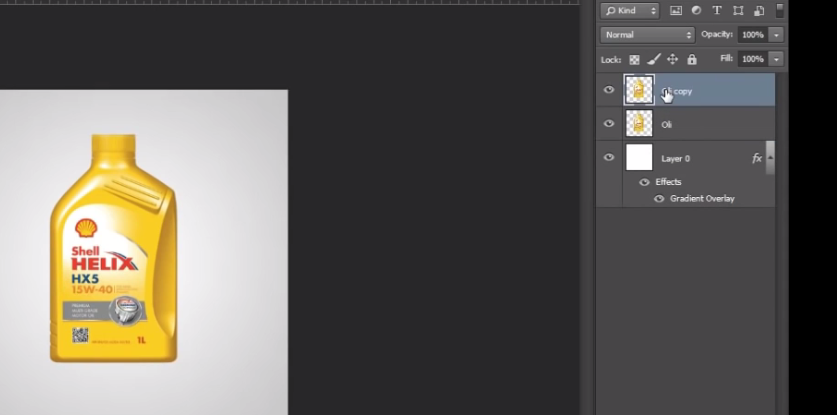 Kind
Normal
Opacity: 100%
Lock:
Fill: 100%
copy
Oli
Layer 0
fx
Effects
Gradient Overlay
Shell
HELIX
HX5
15W-40
1L